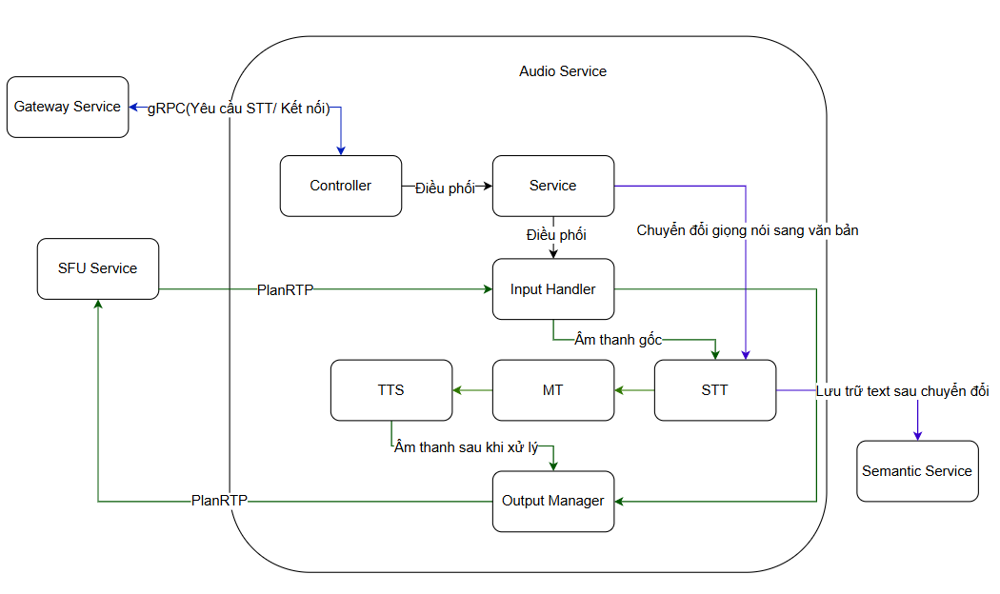 Audio Service
Gateway Service
gRPC(Yêu cầu STT/ Kết nối)
Controller
Điều phối
Service
Chuyển đổi giọng nói sang văn bản
Điều phối
SFU Service
PlanRTP
Input Handler
Âm thanh gốc
TTS
MT
STT
Lưu trữ text sau chuyển đổi
Âm thanh sau khi xử lý
Semantic Service
PlanRTP
Output Manager